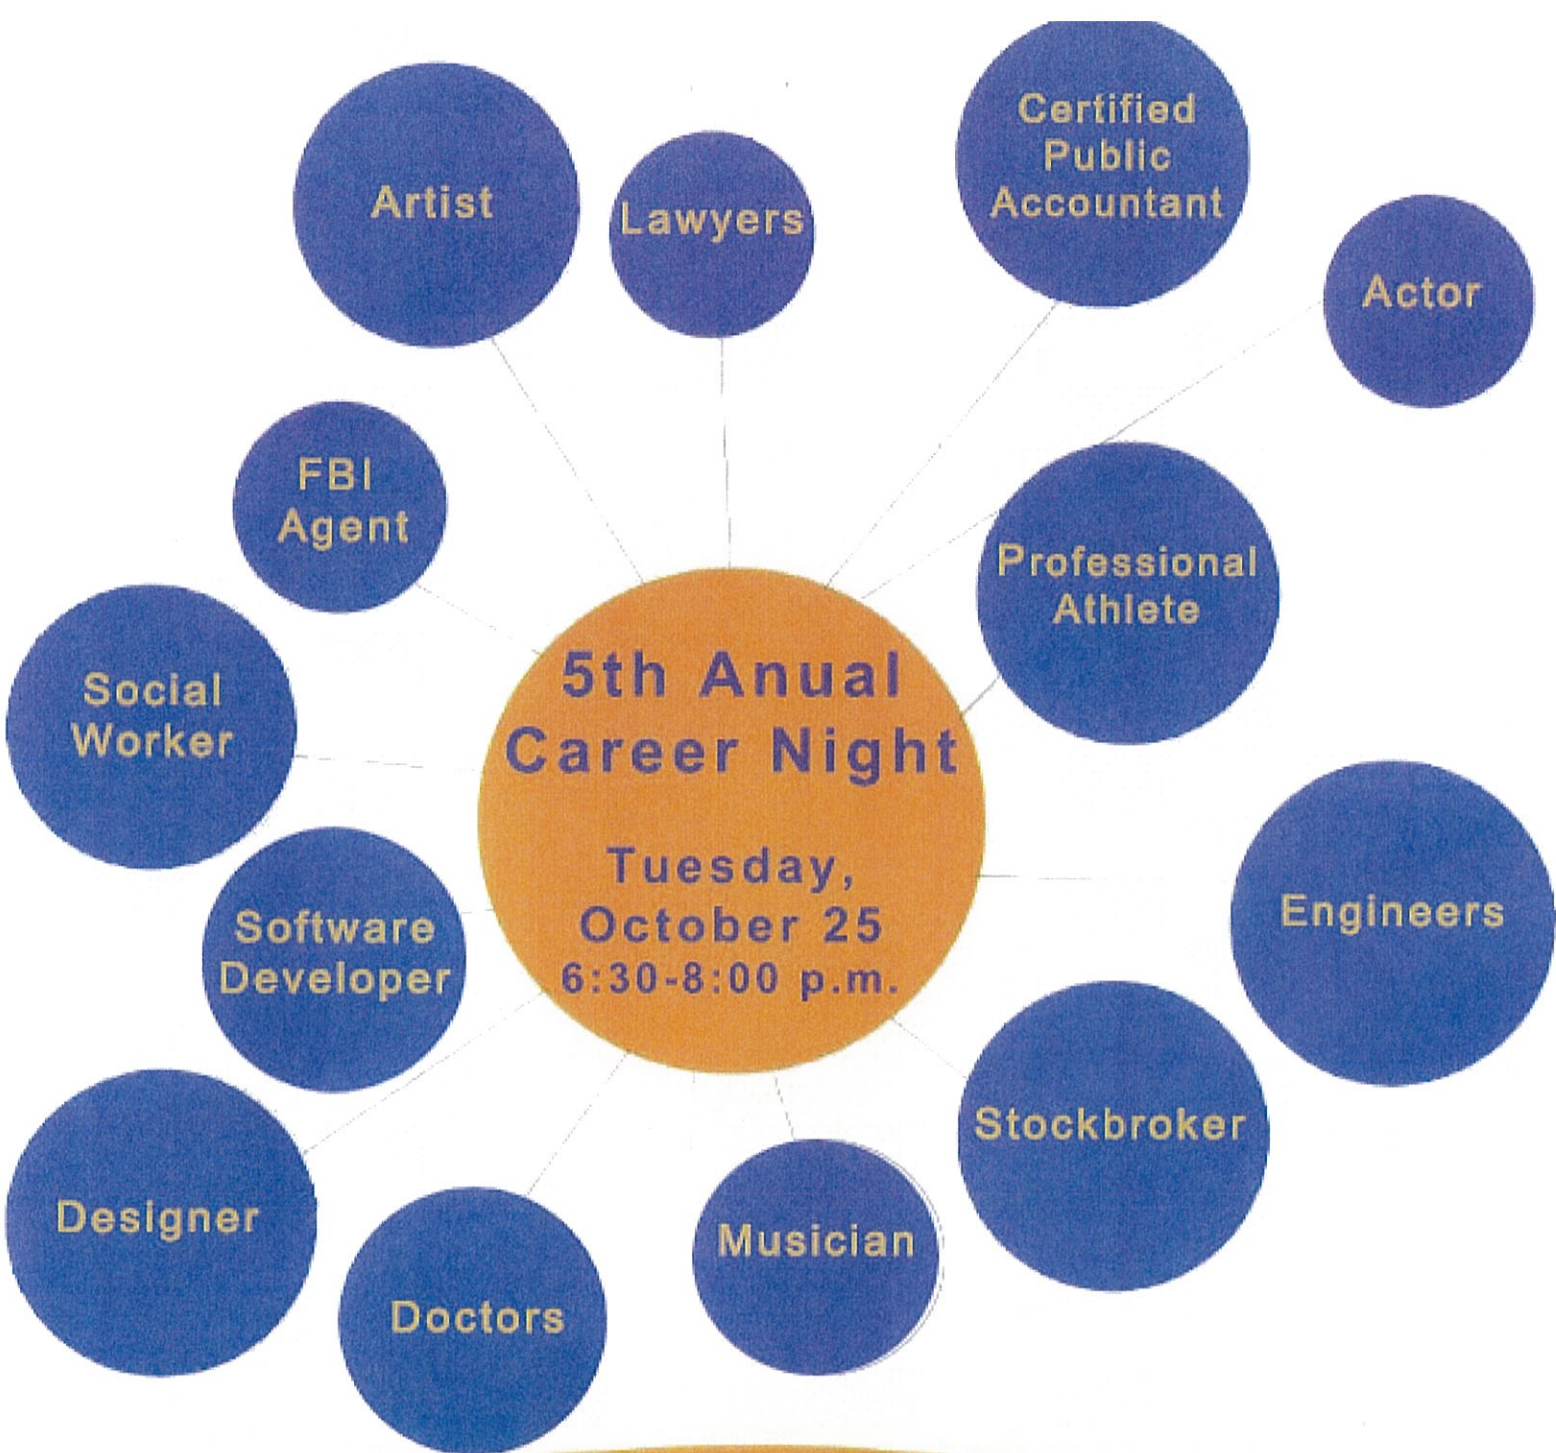 Artist
Lawyers
Certified
Public
Accountant
Actor
FBI
Agent
Professional
Athlete
Social
Worker
5th Anual
Career Night
Tuesday,
October 25
6:30-8:00 p.m.
Software
Developer
Engineers
Stockbroker
Designer
Doctors
Musician